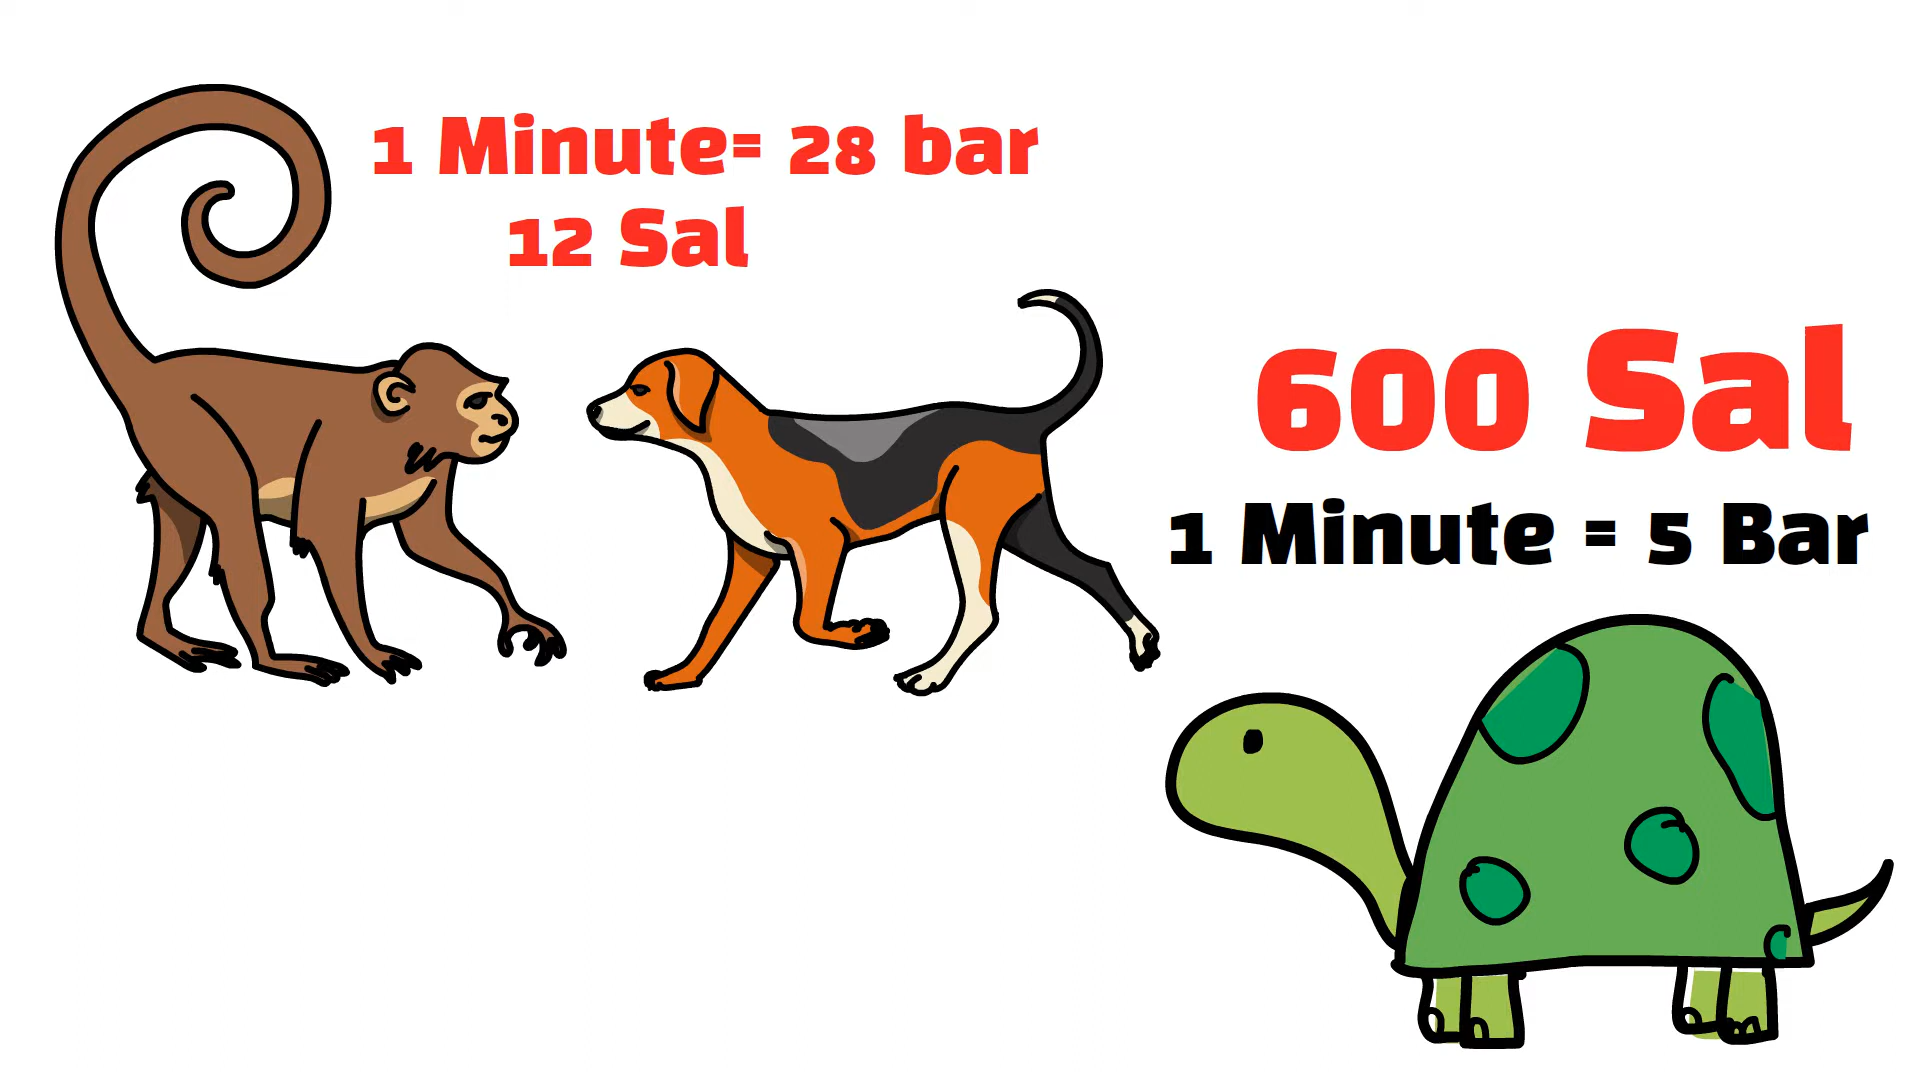 1 Minute= 28 bar
12 Sal
600 Sal
1 Minute = 5 Bar